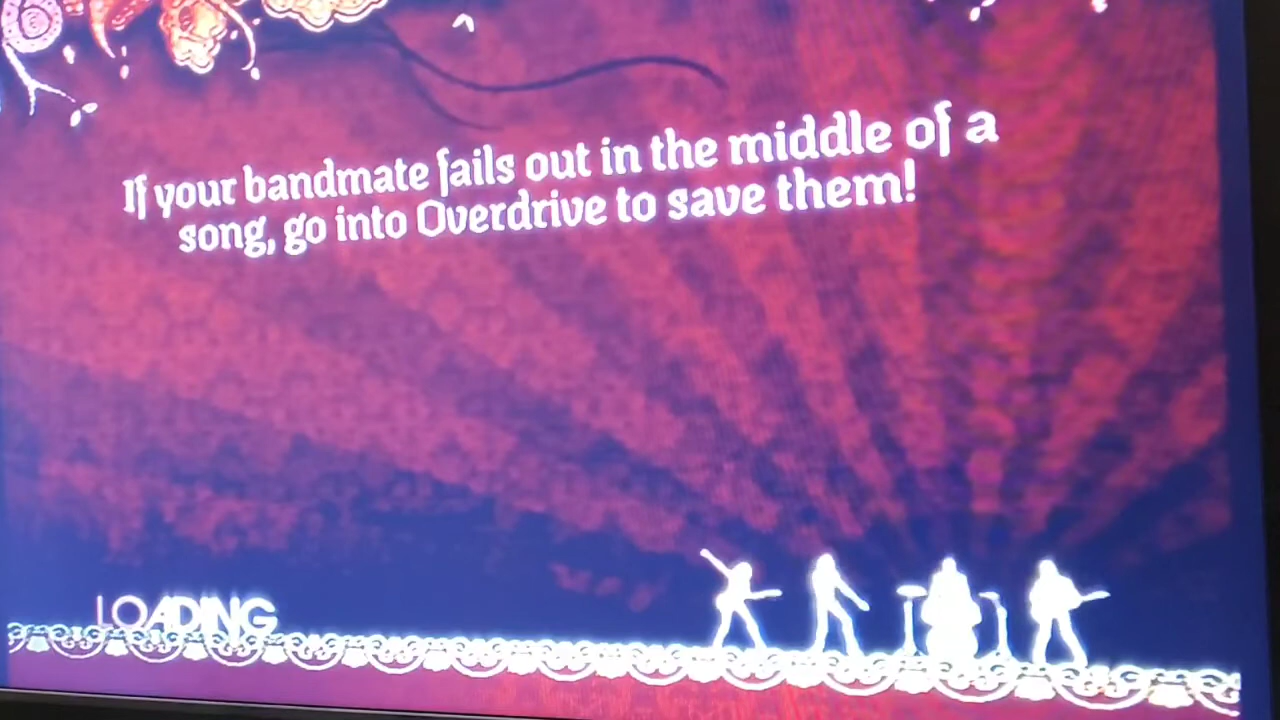 If your bandmate fails out in the middle of a
song, go into Overdrive to save them!
LOADING